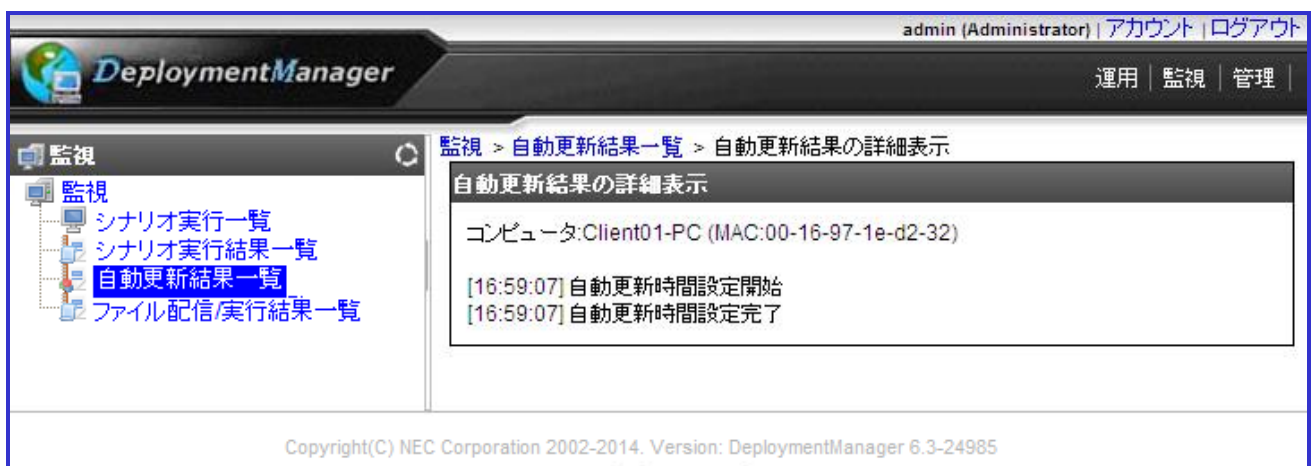 admin (Administrator) | アカウント | ログアウト
DeploymentManager
運用 | 監視 | 管理 |
監視
監視
シナリオ実行一覧
シナリオ実行結果一覧
自動更新結果一覧
ファイル配信/実行結果一覧
監視 > 自動更新結果一覧 > 自動更新結果の詳細表示
自動更新結果の詳細表示
コンピュータ:Client01-PC (MAC:00-16-97-1e-d2-32)
[16:59:07] 自動更新時間設定開始
[16:59:07] 自動更新時間設定完了
Copyright(C) NEC Corporation 2002-2014. Version: DeploymentManager 6.3-24985